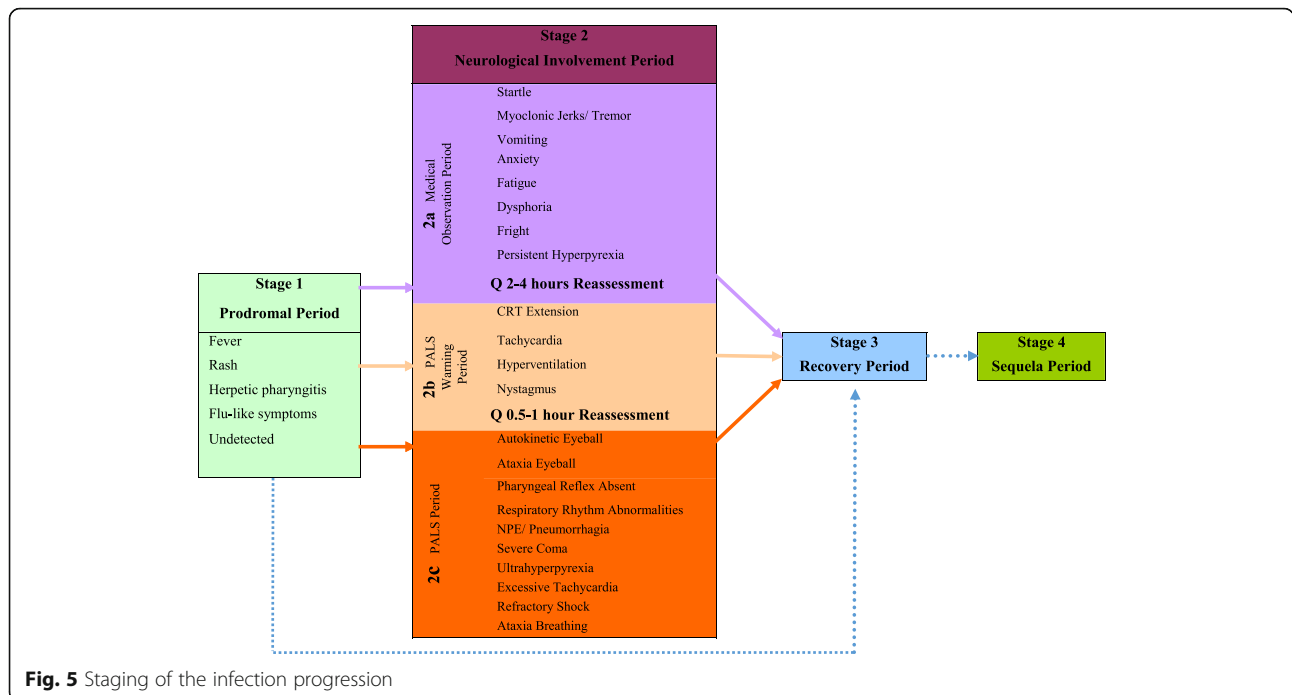 Stage 1
Prodromal Period
Fever
Rash
Herpetic pharyngitis
Flu-like symptoms
Undetected
Stage 2
Neurological Involvement Period
2a Medical
Observation Period
Startle
Myoclonic Jerks/ Tremor
Vomiting
Anxiety
Fatigue
Dysphoria
Fright
Persistent Hyperpyrexia
Q 2-4 hours Reassessment
2b PALS
Warning
Period
CRT Extension
Tachycardia
Hyperventilation
Nystagmus
Q 0.5-1 hour Reassessment
2c PALS Period
Autokinetic Eyeball
Ataxia Eyeball
Pharyngeal Reflex Absent
Respiratory Rhythm Abnormalities
NPE/ Pneumorrhagia
Severe Coma
Ultrahyperpyrexia
Excessive Tachycardia
Refractory Shock
Ataxia Breathing
Stage 3
Recovery Period
Stage 4
Sequela Period
Fig. 5 Staging of the infection progression